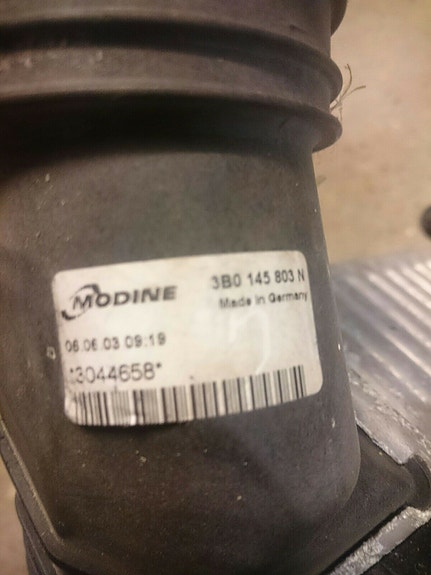 MODINE
3B0 145 803 N
Made in Germany
06.06.03 09:19
*3044658*